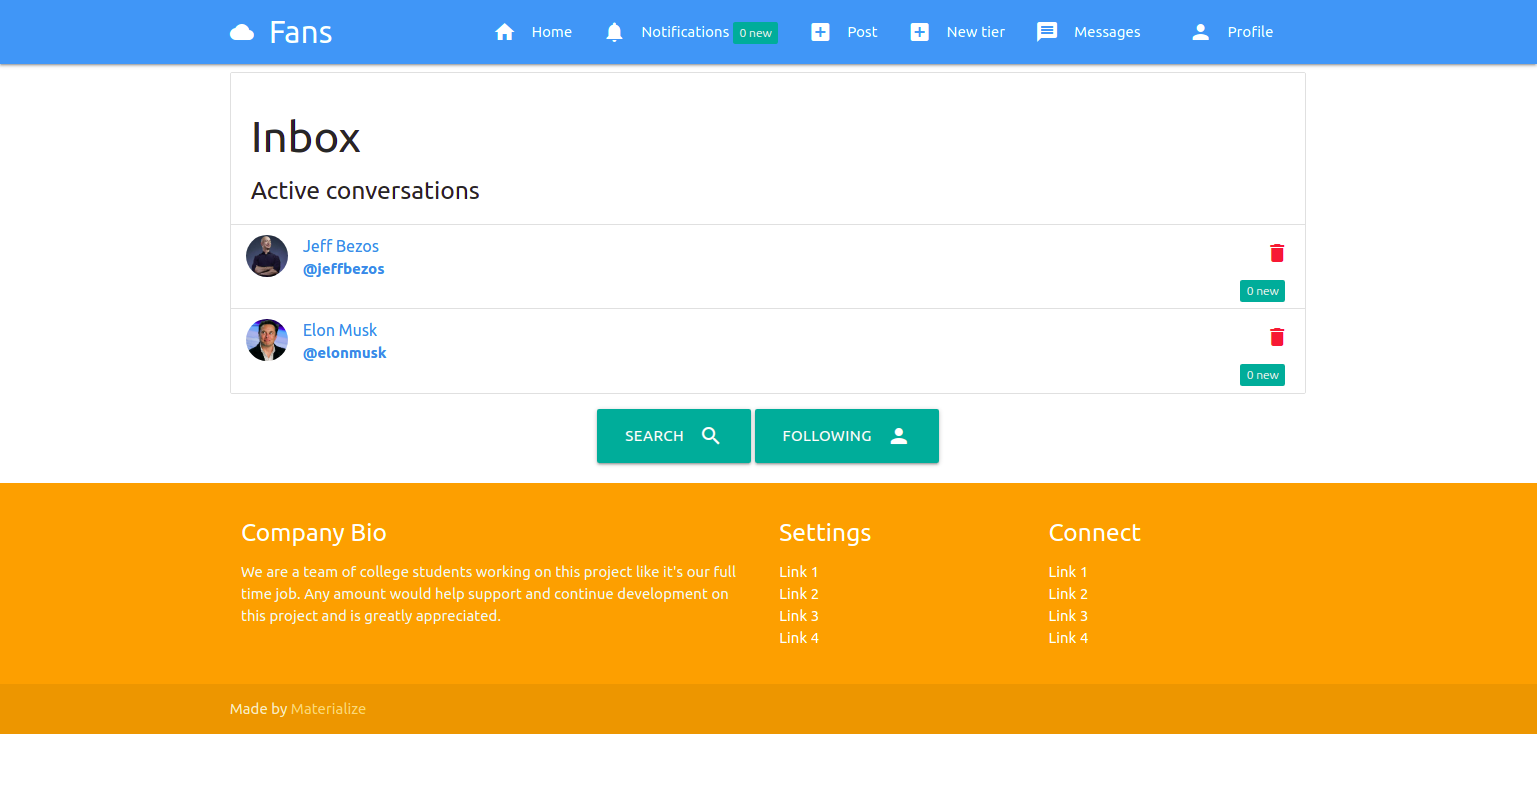 Fans
Home
Notifications 0 new
Post
New tier
Messages
Profile
Inbox
Active conversations
Jeff Bezos
@jeffbezos
0 new
Elon Musk
@elonmusk
0 new
SEARCH
FOLLOWING
Company Bio
We are a team of college students working on this project like it's our full
time job. Any amount would help support and continue development on
this project and is greatly appreciated.
Settings
Link 1
Link 2
Link 3
Link 4
Connect
Link 1
Link 2
Link 3
Link 4
Made by Materialize